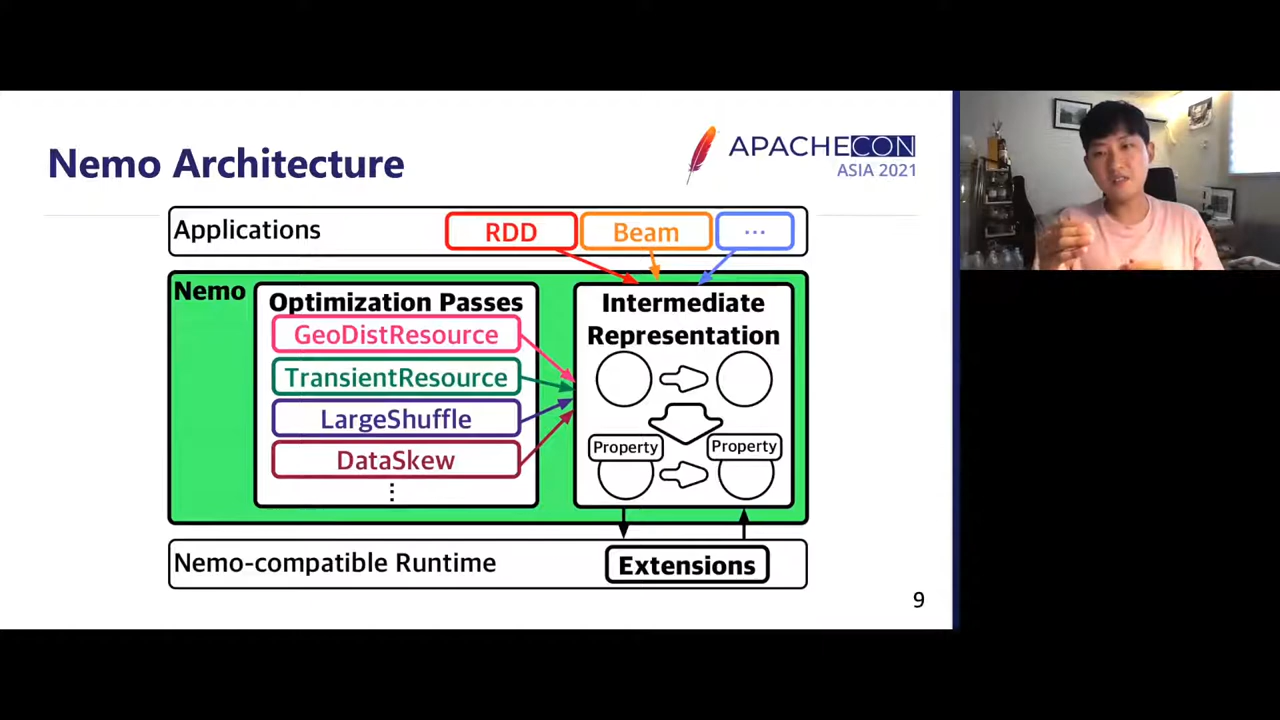 Nemo Architecture
APACHECON
ASIA 2021
Applications
RDD
Beam
...
Nemo
Optimization Passes
GeoDistResource
TransientResource
LargeShuffle
DataSkew
⋮
Intermediate
Representation
Property
Property
Nemo-compatible Runtime
Extensions
9